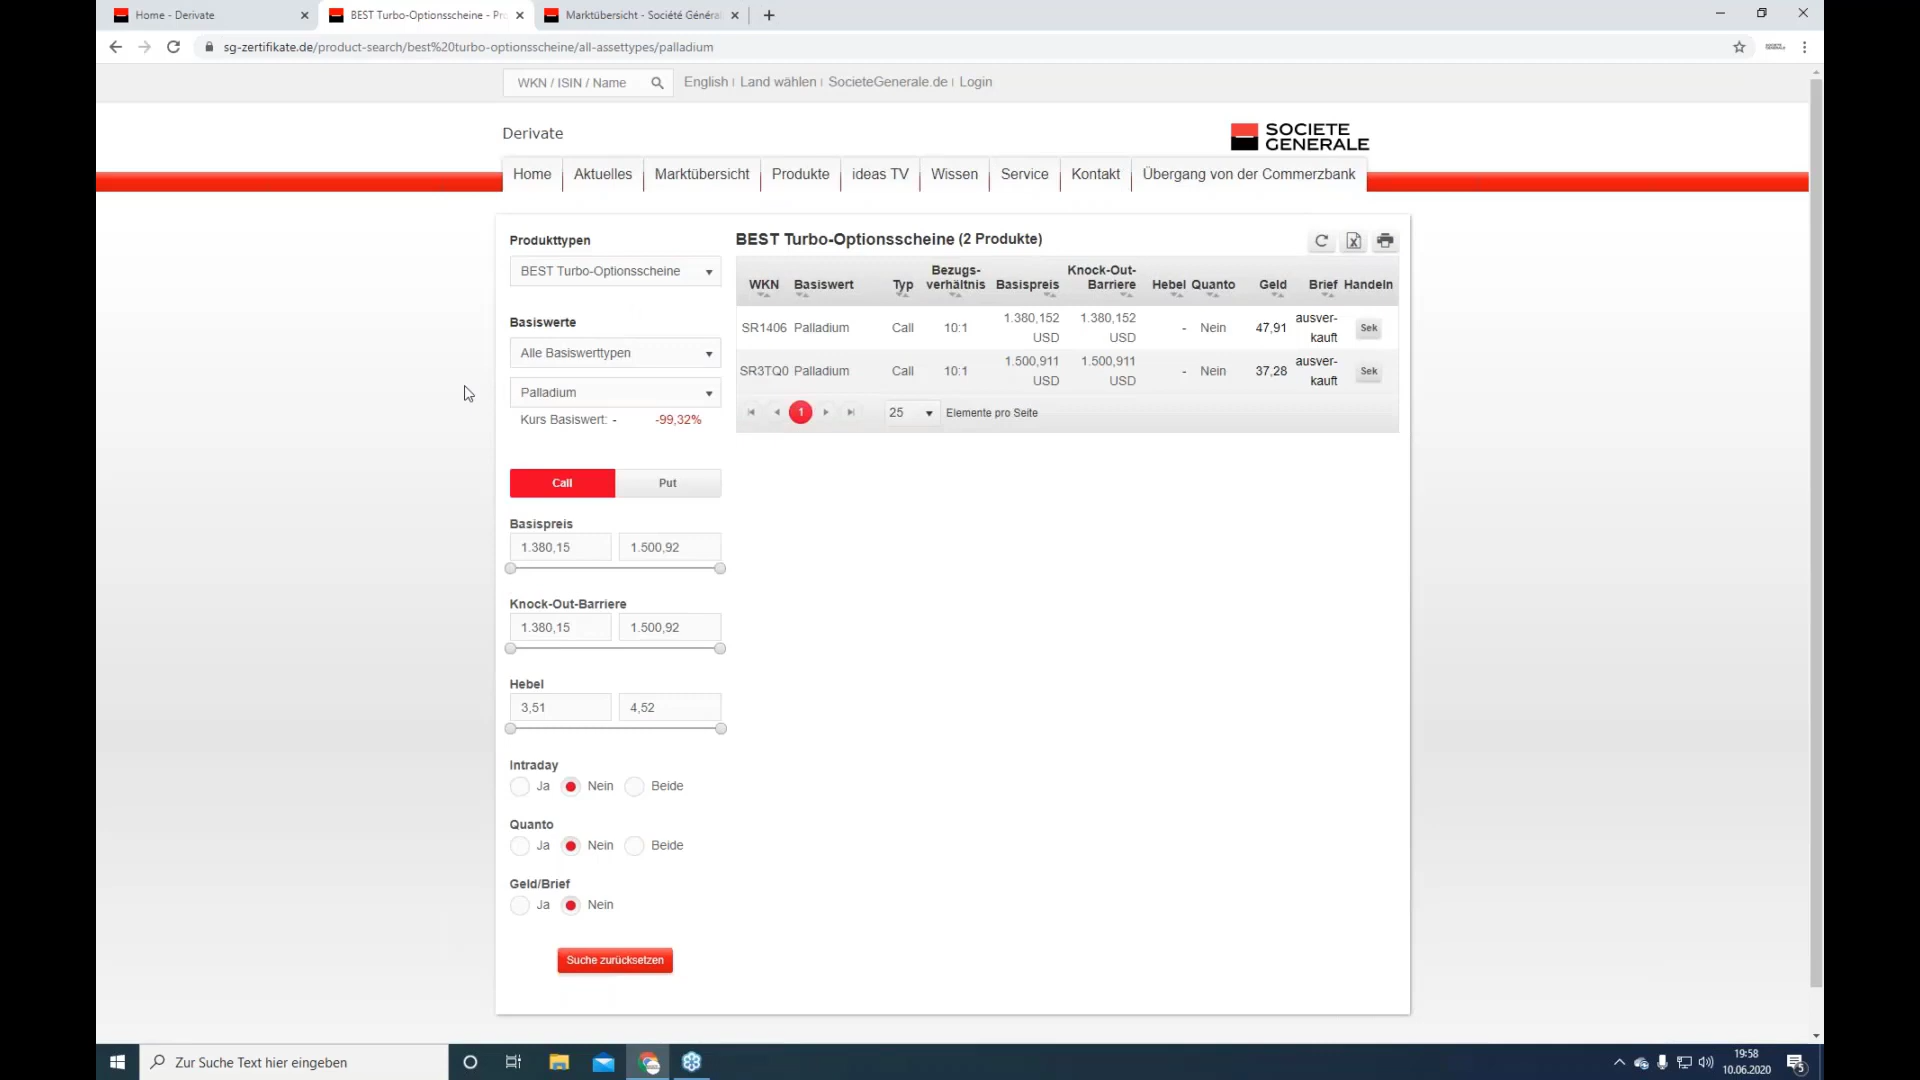 Home - Derivate
BEST Turbo-Optionsscheine - Pr
Marktübersicht - Société Généra
sg-zertifikate.de/product-search/best%20turbo-optionsscheine/all-assettypes/palladium
WKN / ISIN / Name
English | Land wählen | SocieteGenerale.de | Login
Derivate
SOCIETE
GENERALE
Home
Aktuelles
Marktübersicht
Produkte
ideas TV
Wissen
Service
Kontakt
Übergang von der Commerzbank
Produkttypen
BEST Turbo-Optionsscheine
Basiswerte
Alle Basiswerttypen
Palladium
Kurs Basiswert: - -99,32%
Call Put
Basispreis
1.380,15 1.500,92
Knock-Out-Barriere
1.380,15 1.500,92
Hebel
3,51 4,52
Intraday
Ja Nein Beide
Quanto
Ja Nein Beide
Geld/Brief
Ja Nein
Suche zurücksetzen
BEST Turbo-Optionsscheine (2 Produkte)
WKN Basiswert Typ Bezugs-verhältnis Basispreis Knock-Out-Barriere Hebel Quanto Geld Brief Handeln
SR1406 Palladium Call 10:1 1.380,152 USD 1.380,152 USD - Nein 47,91 ausver-kauft Sek
SR3TQ0 Palladium Call 10:1 1.500,911 USD 1.500,911 USD - Nein 37,28 ausver-kauft Sek
1 25 Elemente pro Seite
Zur Suche Text hier eingeben
19:58
10.06.2020
5